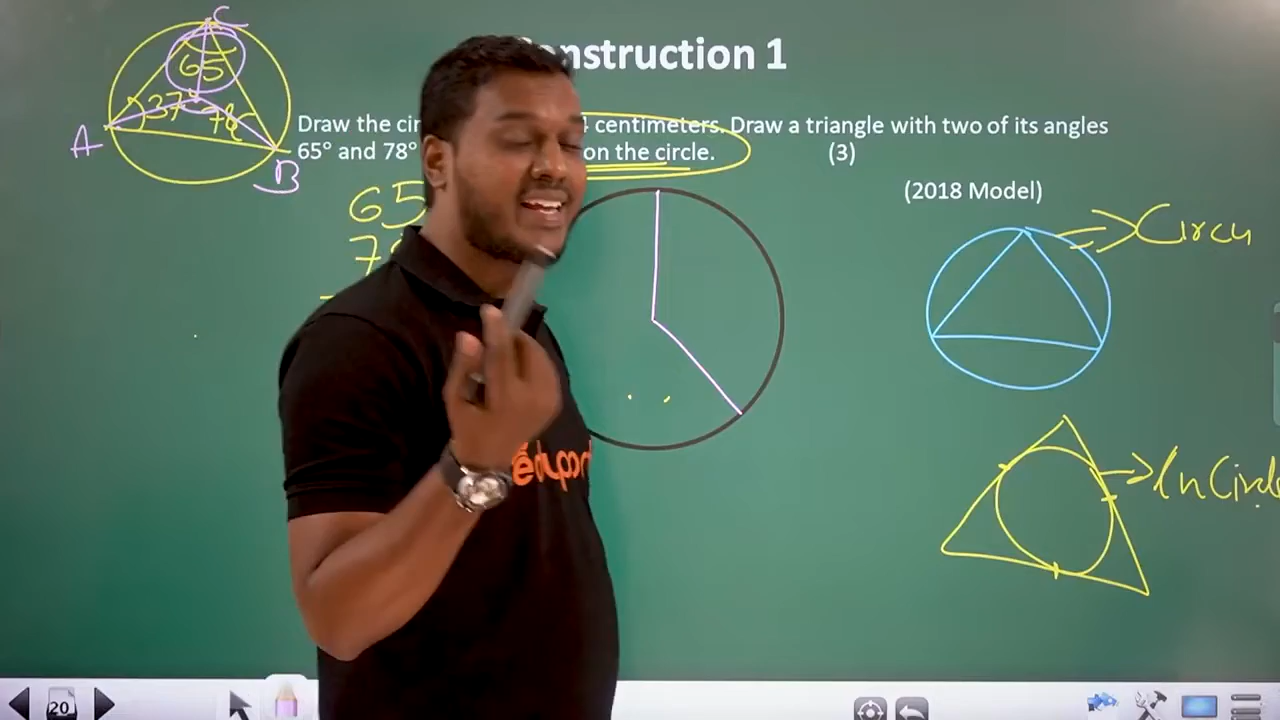 Construction 1
Draw the cir centimeters. Draw a triangle with two of its angles
65° and 78° on the circle. (3)
(2018 Model)
C
65
37° 78
A
B
65
Circu
InCircle
édupor
20